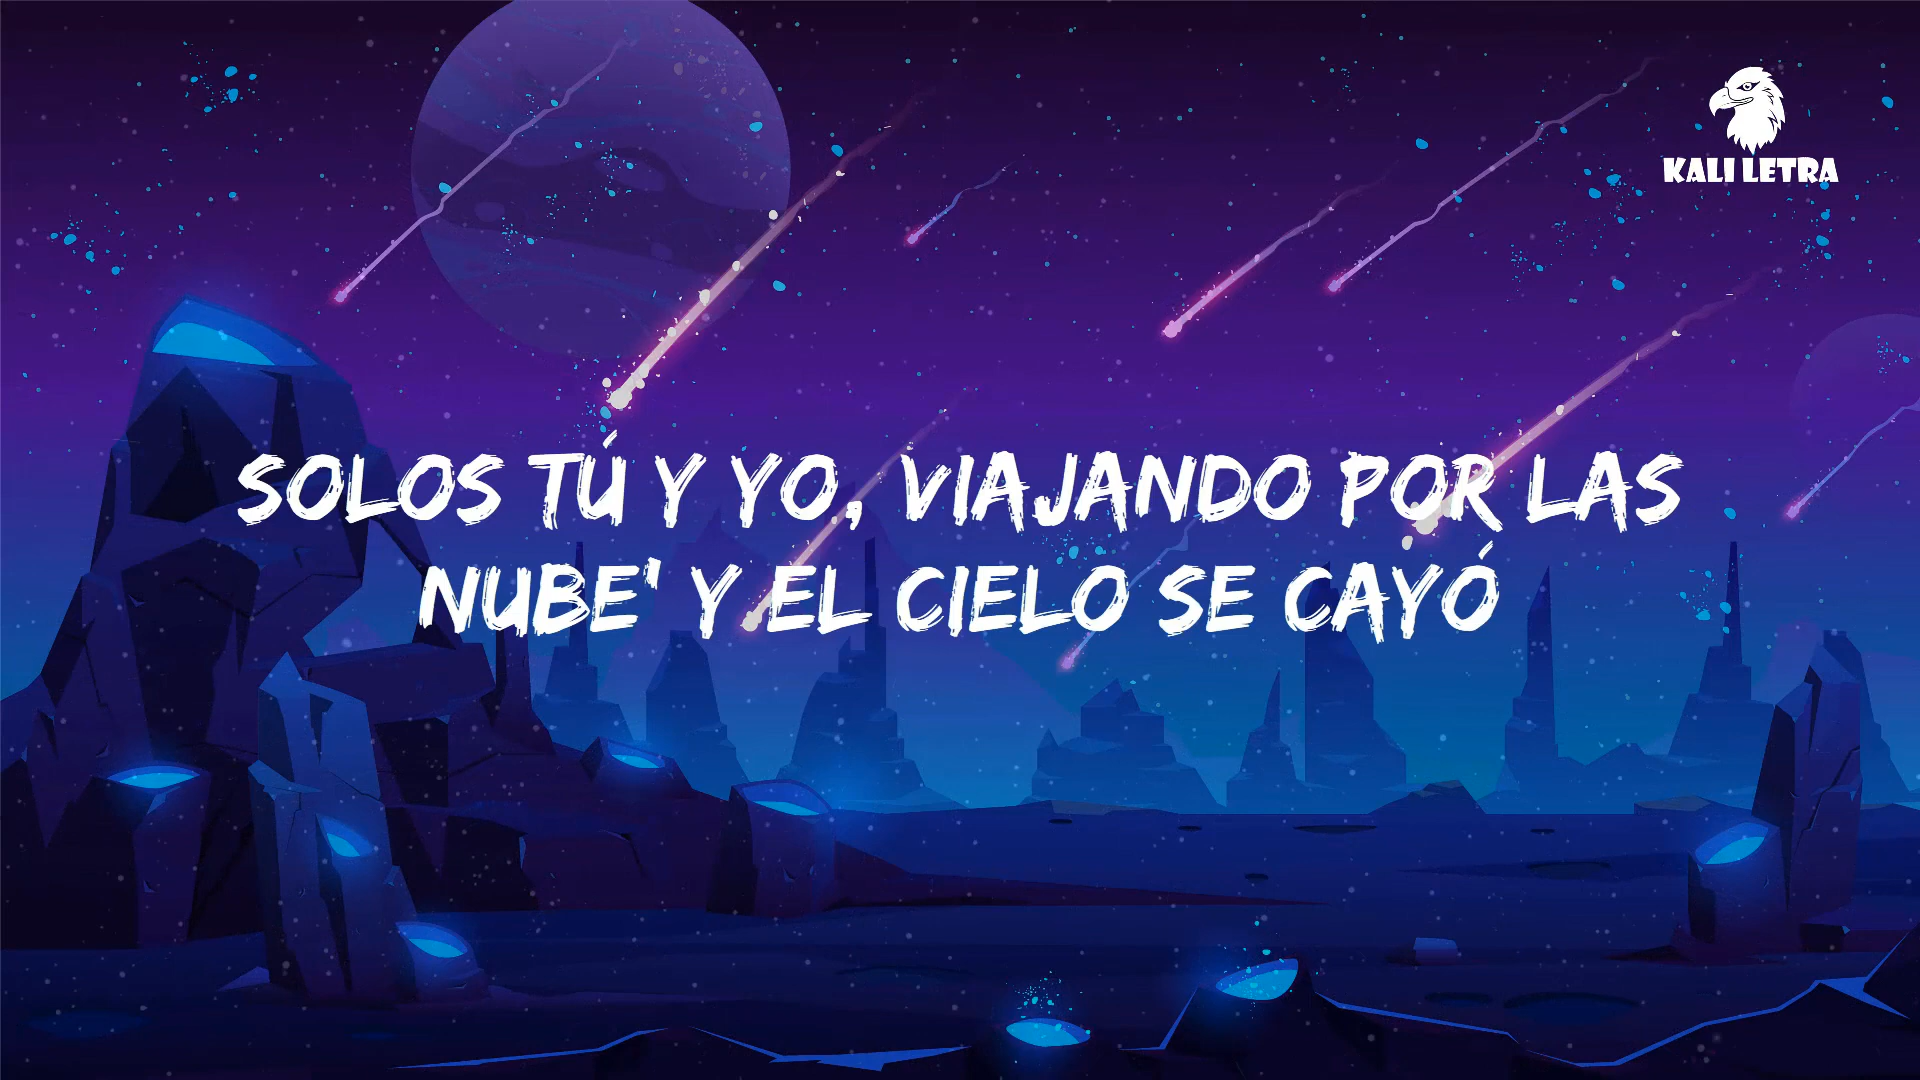 KALI LETRA
SOLOS TÚ Y YO, VIAJANDO POR LAS
NUBE' Y EL CIELO SE CAYÓ